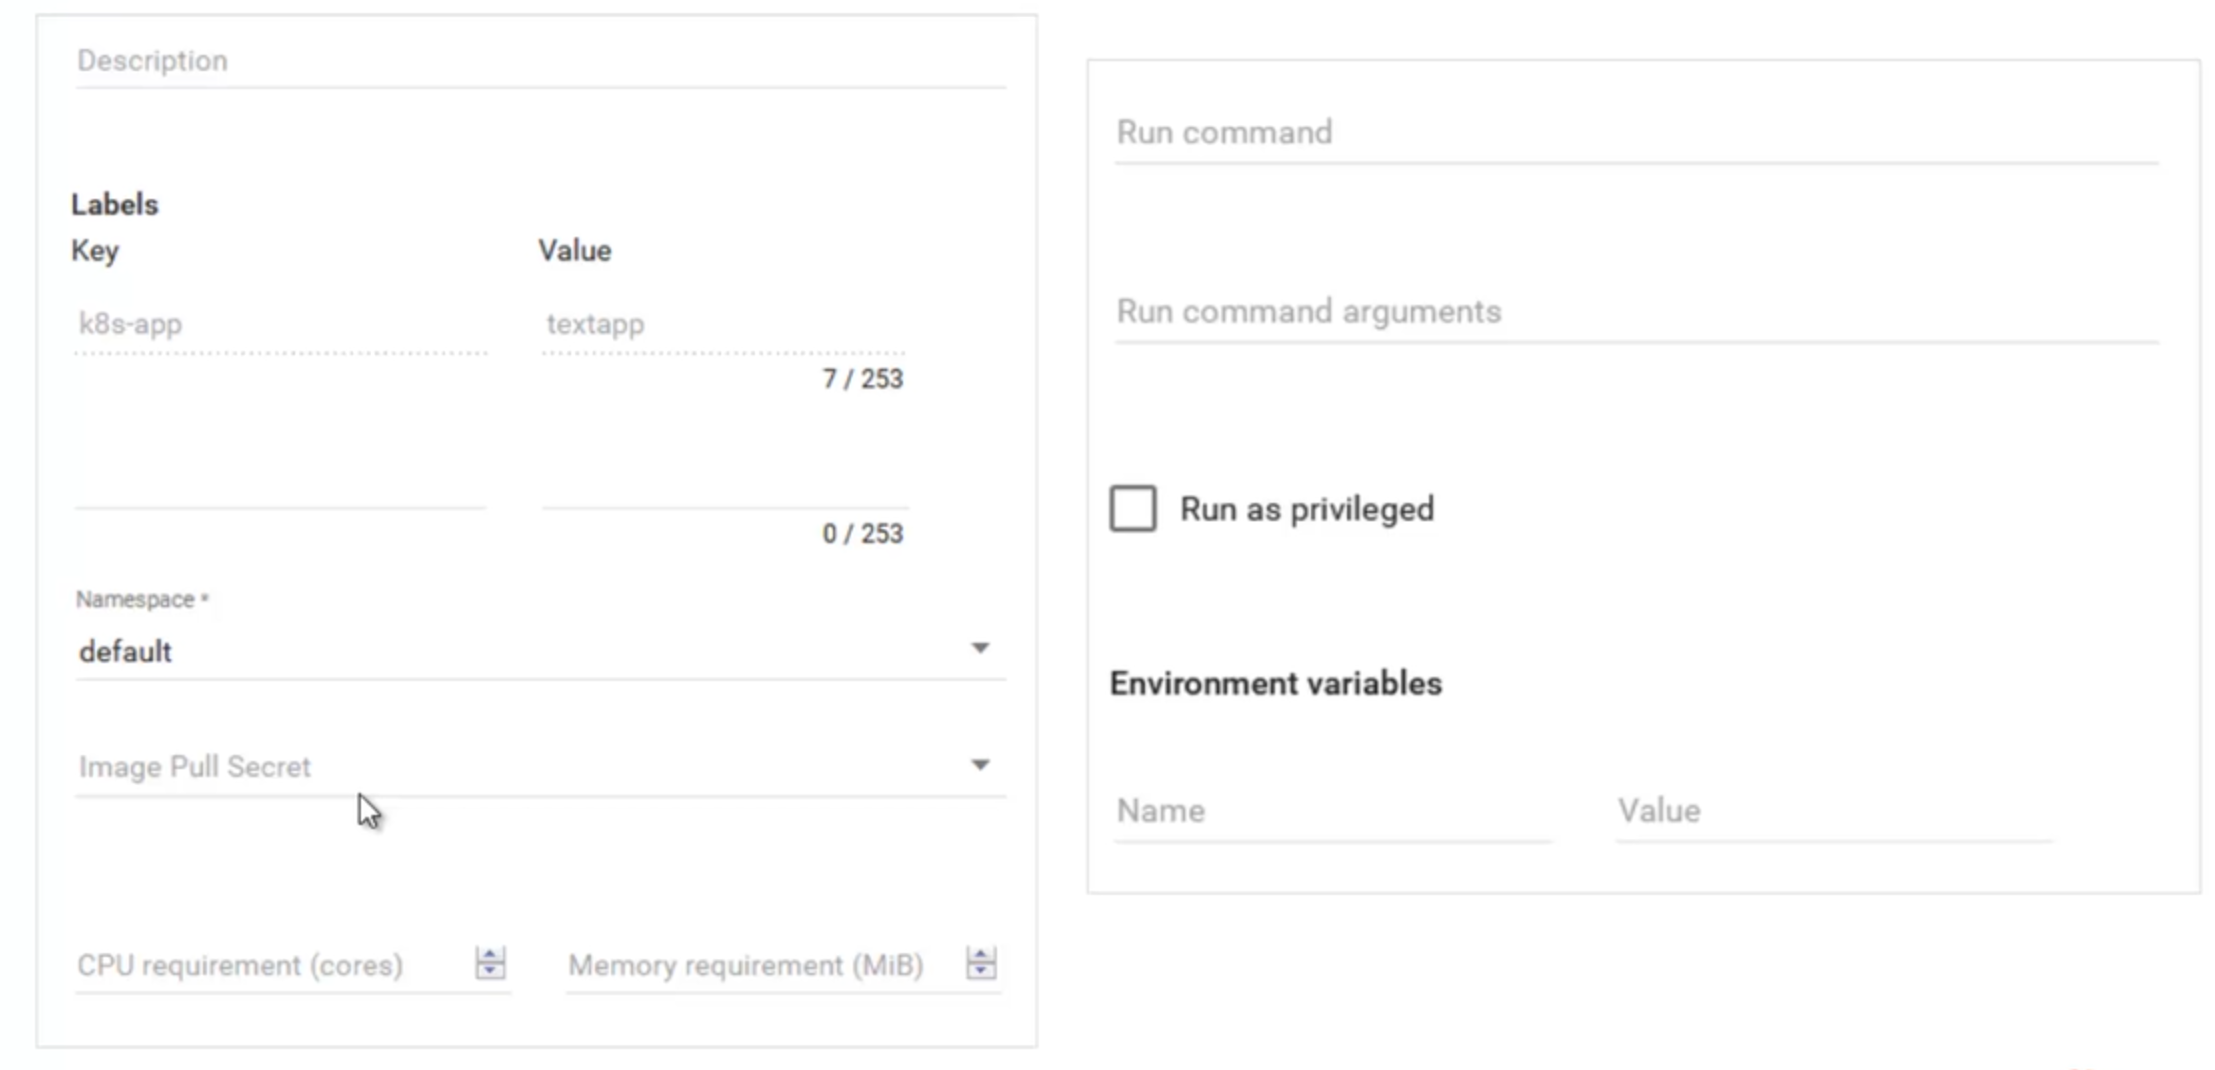 Description
Labels
Key Value
k8s-app textapp
7 / 253
0 / 253
Namespace *
default
Image Pull Secret
CPU requirement (cores) Memory requirement (MiB)
Run command
Run command arguments
Run as privileged
Environment variables
Name Value